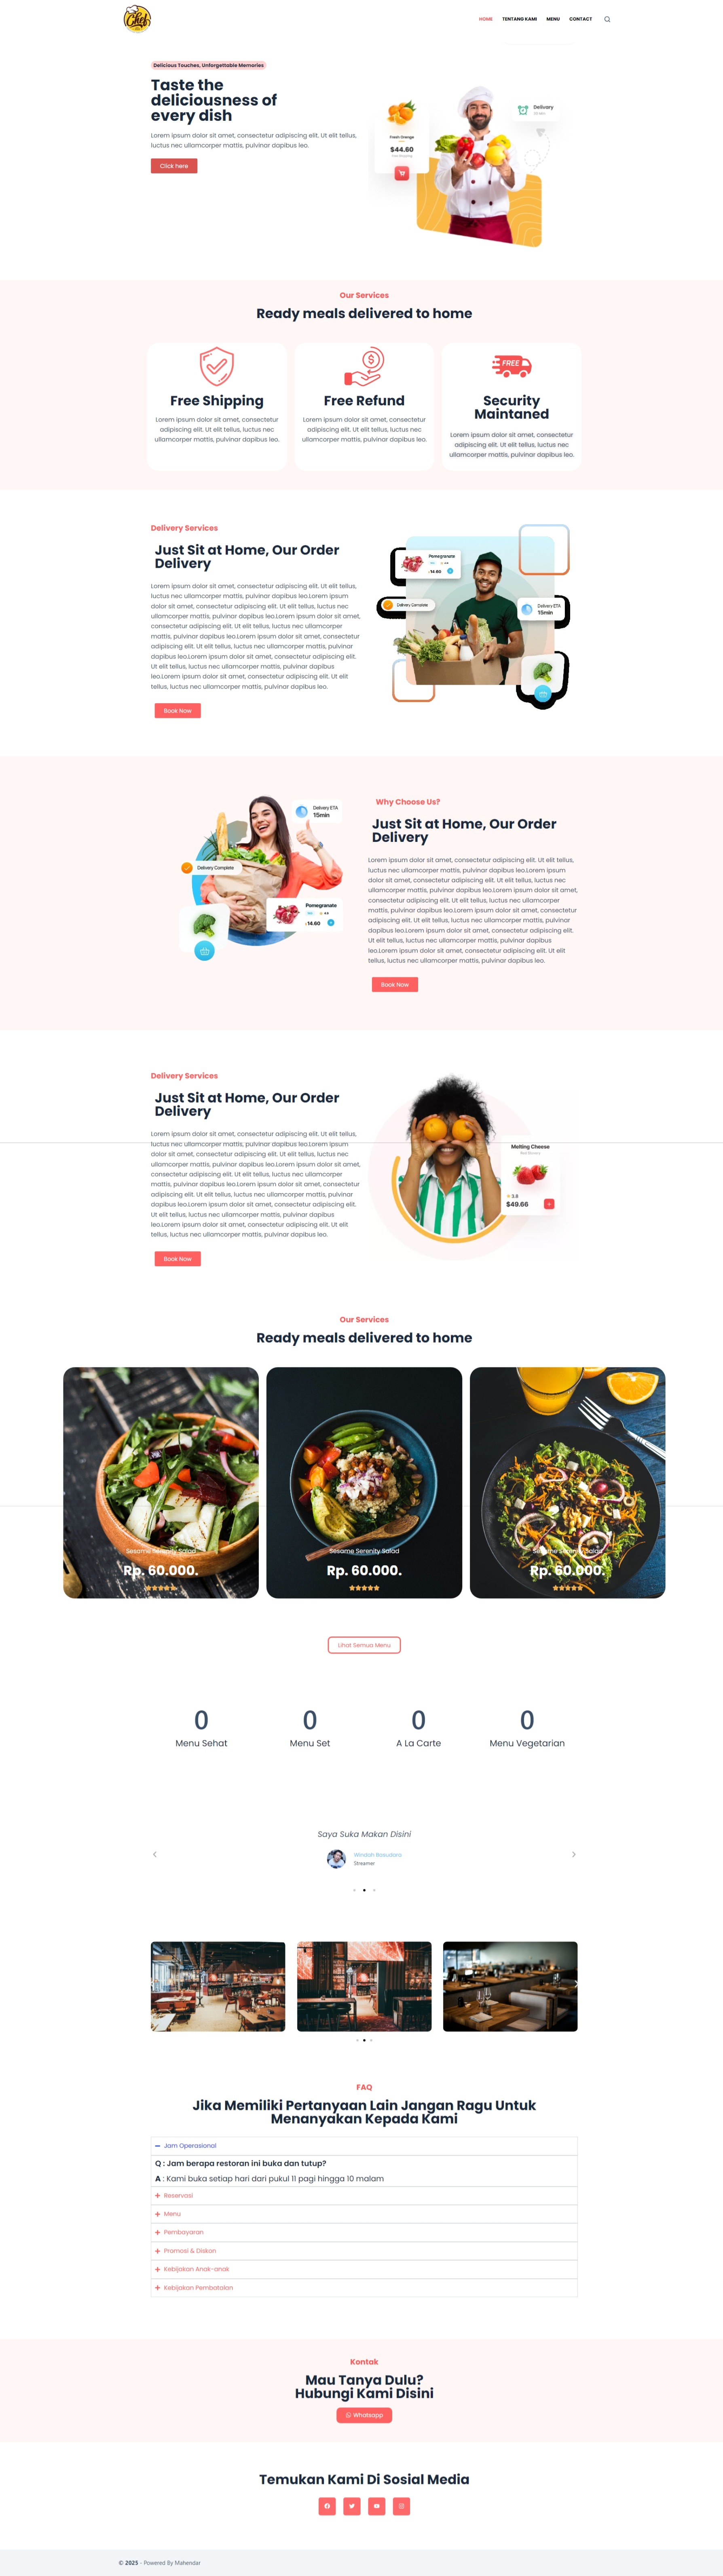 Chef
HOME TENTANG KAMI MENU CONTACT
Delicious Touches, Unforgettable Memories
Taste the
deliciousness of
every dish
Lorem ipsum dolor sit amet, consectetur adipiscing elit. Ut elit tellus,
luctus nec ullamcorper mattis, pulvinar dapibus leo.
Click here
Fresh Orange
$44.60
Delivery
Our Services
Ready meals delivered to home
Free Shipping
Lorem ipsum dolor sit amet, consectetur
adipiscing elit. Ut elit tellus, luctus nec
ullamcorper mattis, pulvinar dapibus leo.
Free Refund
Lorem ipsum dolor sit amet, consectetur
adipiscing elit. Ut elit tellus, luctus nec
ullamcorper mattis, pulvinar dapibus leo.
FREE
Security
Maintaned
Lorem ipsum dolor sit amet, consectetur
adipiscing elit. Ut elit tellus, luctus nec
ullamcorper mattis, pulvinar dapibus leo.
Delivery Services
Just Sit at Home, Our Order
Delivery
Lorem ipsum dolor sit amet, consectetur adipiscing elit. Ut elit tellus,
luctus nec ullamcorper mattis, pulvinar dapibus leo.Lorem ipsum
dolor sit amet, consectetur adipiscing elit. Ut elit tellus, luctus nec
ullamcorper mattis, pulvinar dapibus leo.Lorem ipsum dolor sit amet,
consectetur adipiscing elit. Ut elit tellus, luctus nec ullamcorper
mattis, pulvinar dapibus leo.Lorem ipsum dolor sit amet, consectetur
adipiscing elit. Ut elit tellus, luctus nec ullamcorper mattis, pulvinar
dapibus leo.Lorem ipsum dolor sit amet, consectetur adipiscing elit.
Ut elit tellus, luctus nec ullamcorper mattis, pulvinar dapibus
leo.Lorem ipsum dolor sit amet, consectetur adipiscing elit. Ut elit
tellus, luctus nec ullamcorper mattis, pulvinar dapibus leo.
Book Now
Pomegranate
14.80
Delivery Complete
Delivery ETA
15min
Delivery ETA
15min
Delivery Complete
Pomegranate
14.80
Why Choose Us?
Just Sit at Home, Our Order
Delivery
Lorem ipsum dolor sit amet, consectetur adipiscing elit. Ut elit tellus,
luctus nec ullamcorper mattis, pulvinar dapibus leo.Lorem ipsum
dolor sit amet, consectetur adipiscing elit. Ut elit tellus, luctus nec
ullamcorper mattis, pulvinar dapibus leo.Lorem ipsum dolor sit amet,
consectetur adipiscing elit. Ut elit tellus, luctus nec ullamcorper
mattis, pulvinar dapibus leo.Lorem ipsum dolor sit amet, consectetur
adipiscing elit. Ut elit tellus, luctus nec ullamcorper mattis, pulvinar
dapibus leo.Lorem ipsum dolor sit amet, consectetur adipiscing elit.
Ut elit tellus, luctus nec ullamcorper mattis, pulvinar dapibus
leo.Lorem ipsum dolor sit amet, consectetur adipiscing elit. Ut elit
tellus, luctus nec ullamcorper mattis, pulvinar dapibus leo.
Book Now
Delivery Services
Just Sit at Home, Our Order
Delivery
Lorem ipsum dolor sit amet, consectetur adipiscing elit. Ut elit tellus,
luctus nec ullamcorper mattis, pulvinar dapibus leo.Lorem ipsum
dolor sit amet, consectetur adipiscing elit. Ut elit tellus, luctus nec
ullamcorper mattis, pulvinar dapibus leo.Lorem ipsum dolor sit amet,
consectetur adipiscing elit. Ut elit tellus, luctus nec ullamcorper
mattis, pulvinar dapibus leo.Lorem ipsum dolor sit amet, consectetur
adipiscing elit. Ut elit tellus, luctus nec ullamcorper mattis, pulvinar
dapibus leo.Lorem ipsum dolor sit amet, consectetur adipiscing elit.
Ut elit tellus, luctus nec ullamcorper mattis, pulvinar dapibus
leo.Lorem ipsum dolor sit amet, consectetur adipiscing elit. Ut elit
tellus, luctus nec ullamcorper mattis, pulvinar dapibus leo.
Book Now
Melting Cheese
3.8
$49.66
Our Services
Ready meals delivered to home
Sesame Serenity Salad
Rp. 60.000.
Sesame Serenity Salad
Rp. 60.000.
Sesame Serenity Salad
Rp. 60.000.
Lihat Semua Menu
0
Menu Sehat
0
Menu Set
0
A La Carte
0
Menu Vegetarian
Saya Suka Makan Disini
Windah Basudara
Streamer
FAQ
Jika Memiliki Pertanyaan Lain Jangan Ragu Untuk
Menanyakan Kepada Kami
Jam Operasional
Q : Jam berapa restoran ini buka dan tutup?
A : Kami buka setiap hari dari pukul 11 pagi hingga 10 malam
Reservasi
Menu
Pembayaran
Promosi & Diskon
Kebijakan Anak-anak
Kebijakan Pembatalan
Kontak
Mau Tanya Dulu?
Hubungi Kami Disini
Whatsapp
Temukan Kami Di Sosial Media
© 2025 - Powered By Mahendar